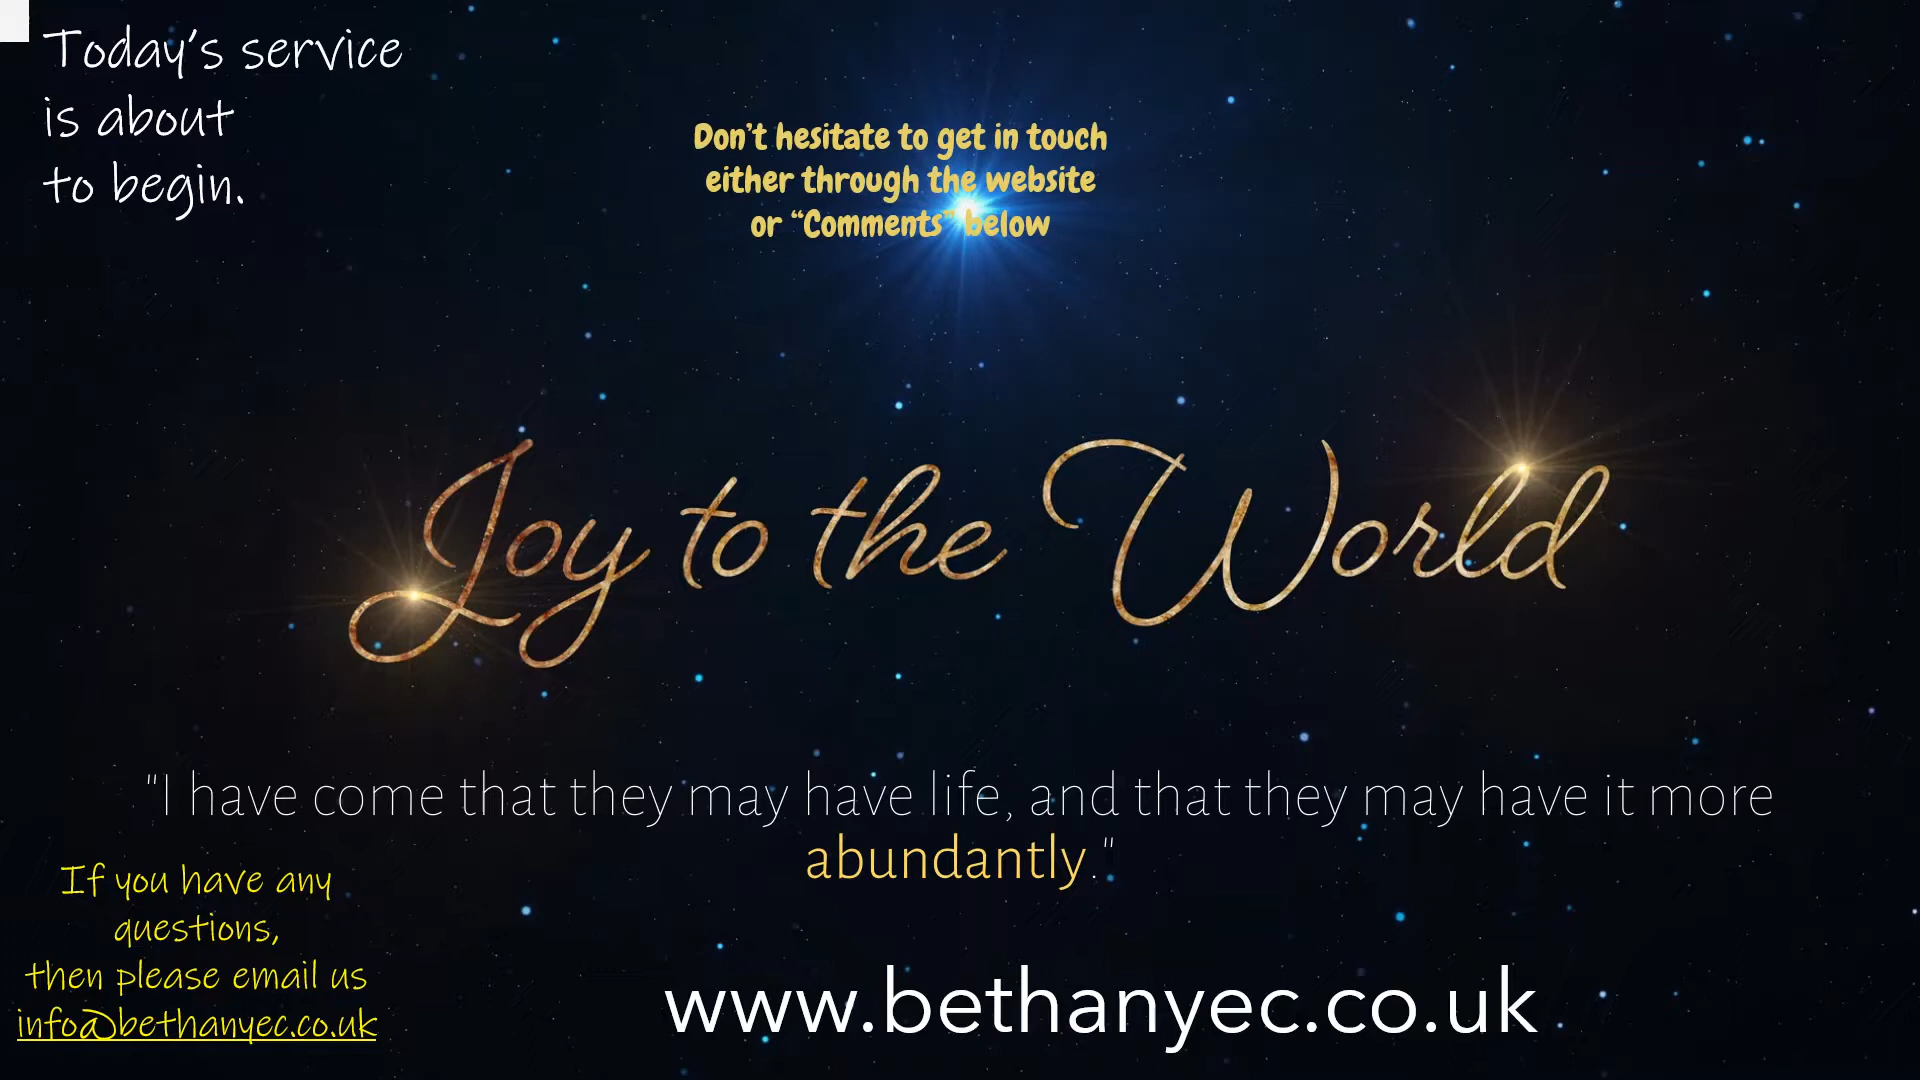 Today's service
is about
to begin.
Don't hesitate to get in touch
either through the website
or “Comments” below
Joy to the World
"I have come that they may have life, and that they may have it more
abundantly."
If you have any
questions,
then please email us
info@bethanyec.co.uk
www.bethanyec.co.uk